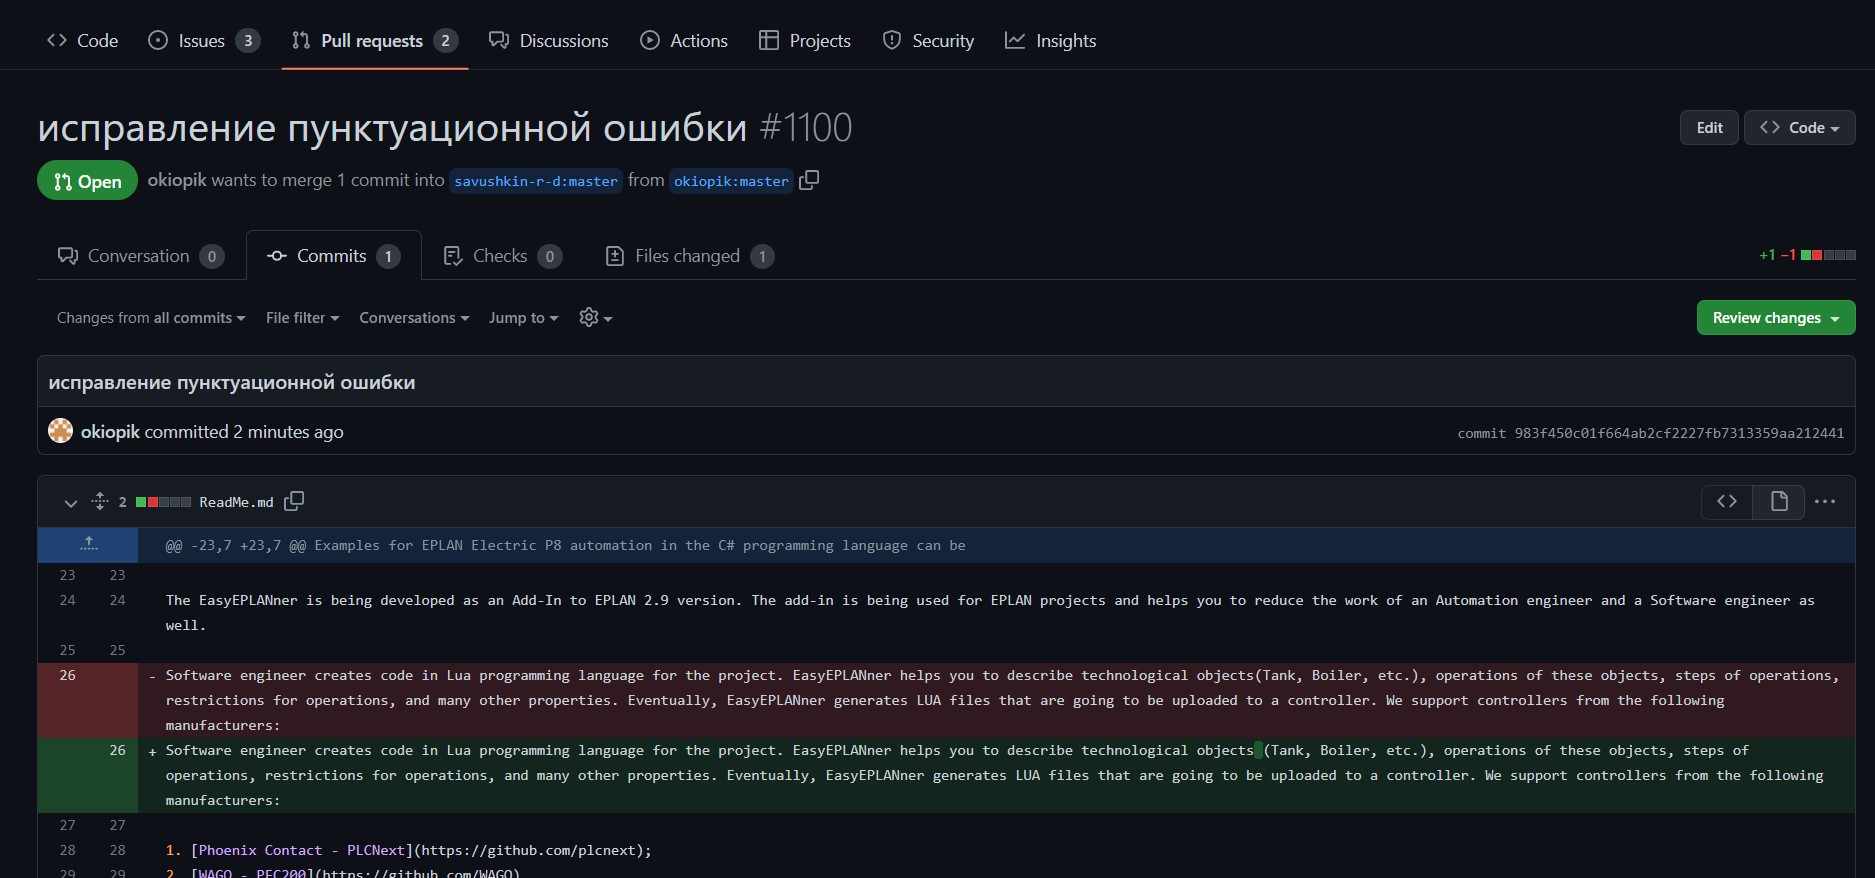 Code Issues 3 Pull requests 2 Discussions Actions Projects Security Insights
исправление пунктуационной ошибки #1100
Edit Code
Open okiopik wants to merge 1 commit into savushkin-r-d:master from okiopik:master
Conversation 0 Commits 1 Checks 0 Files changed 1 +1 −1
Changes from all commits File filter Conversations Jump to Review changes
исправление пунктуационной ошибки
okiopik committed 2 minutes ago commit 983f450c01f664ab2cf2227fb7313359aa212441
2 ReadMe.md
@@ -23,7 +23,7 @@ Examples for EPLAN Electric P8 automation in the C# programming language can be
23 23
24 24 The EasyEPLANner is being developed as an Add-In to EPLAN 2.9 version. The add-in is being used for EPLAN projects and helps you to reduce the work of an Automation engineer and a Software engineer as
well.
25 25
26 - Software engineer creates code in Lua programming language for the project. EasyEPLANner helps you to describe technological objects(Tank, Boiler, etc.), operations of these objects, steps of operations,
restrictions for operations, and many other properties. Eventually, EasyEPLANner generates LUA files that are going to be uploaded to a controller. We support controllers from the following
manufacturers:
26 + Software engineer creates code in Lua programming language for the project. EasyEPLANner helps you to describe technological objects (Tank, Boiler, etc.), operations of these objects, steps of
operations, restrictions for operations, and many other properties. Eventually, EasyEPLANner generates LUA files that are going to be uploaded to a controller. We support controllers from the following
manufacturers:
27 27
28 28 1. [Phoenix Contact - PLCNext](https://github.com/plcnext);
29 29 2. [WAGO - PFC200](https://github.com/WAGO)